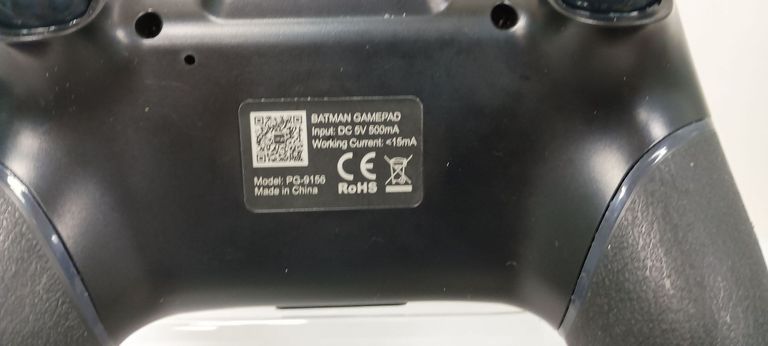 BATMAN GAMEPAD
Input: DC 5V 500mA
Working Current: <15mA
CE
RoHS
Model: PG-9156
Made in China